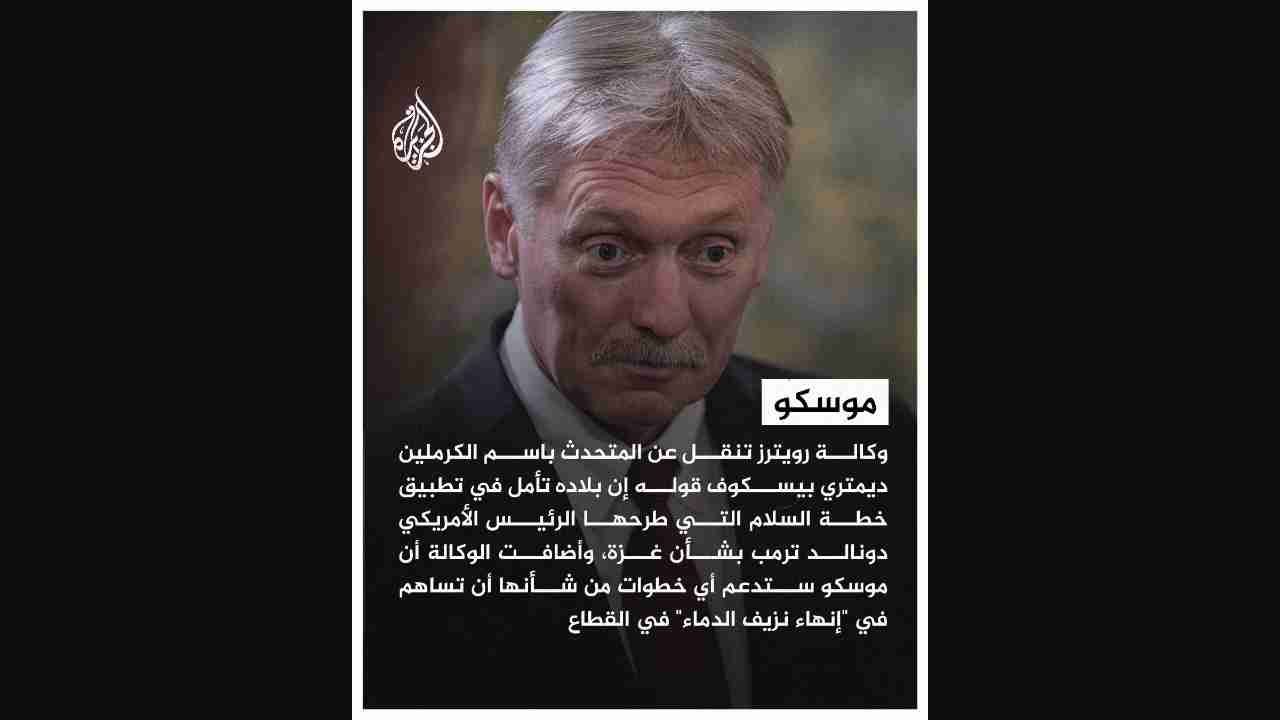 الجزيرة
موسكو
وكالة رويترز تنقل عن المتحدث باسم الكرملين
ديمتري بيسكوف قوله إن بلاده تأمل في تطبيق
خطة السلام التي طرحها الرئيس الأمريكي
دونالد ترمب بشأن غزة، وأضافت الوكالة أن
موسكو ستدعم أي خطوات من شأنها أن تساهم
في "إنهاء نزيف الدماء" في القطاع